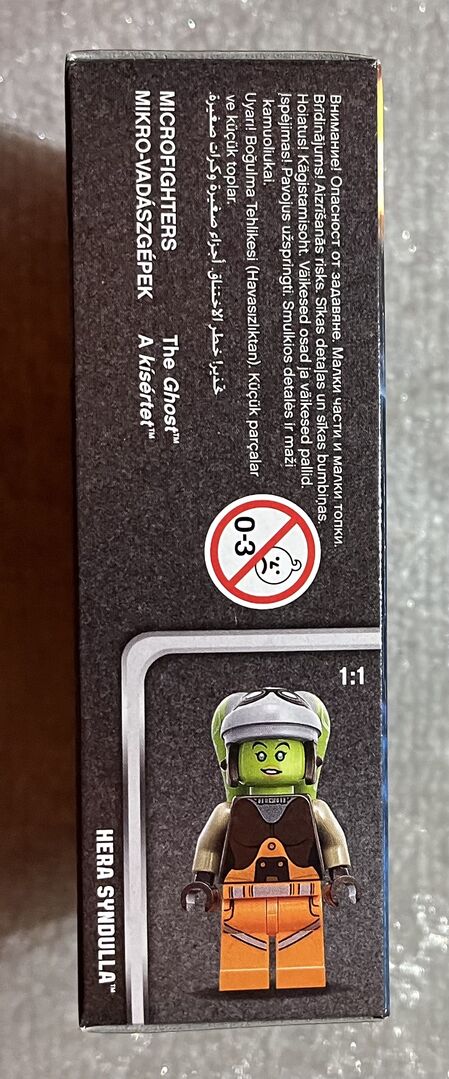 Внимание! Опасност от задавяне. Малки части и малки топки.
Brīdinājums! Aizrīšanās risks. Sīkas detaļas un sīkas bumbiņas.
Hoiatus! Kägistamisoht. Väikesed osad ja väikesed pallid.
Įspėjimas! Pavojus užspringti. Smulkios detalės ir maži
kamuoliukai.
Uyarı! Boğulma Tehlikesi (Havasızlıktan). Küçük parçalar
ve küçük toplar.
تحذير! خطر الاختناق. أجزاء صغيرة وكرات صغيرة.
MICROFIGHTERS The Ghost™
MIKRO-VADÁSZGÉPEK A kísértet™
0-3
1:1
HERA SYNDULLA™